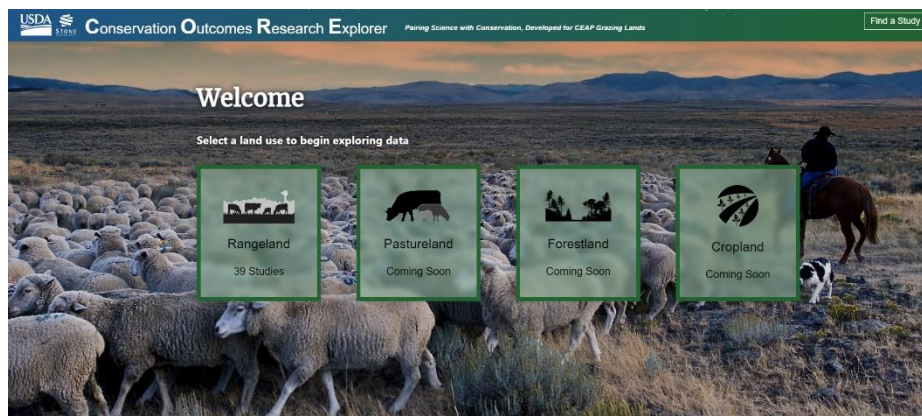 USDA
STONE
Conservation Outcomes Research Explorer
Pairing Science with Conservation, Developed for CEAP Grazing Lands
Find a Study
Welcome
Select a land use to begin exploring data
Rangeland
39 Studies
Pastureland
Coming Soon
Forestland
Coming Soon
Cropland
Coming Soon